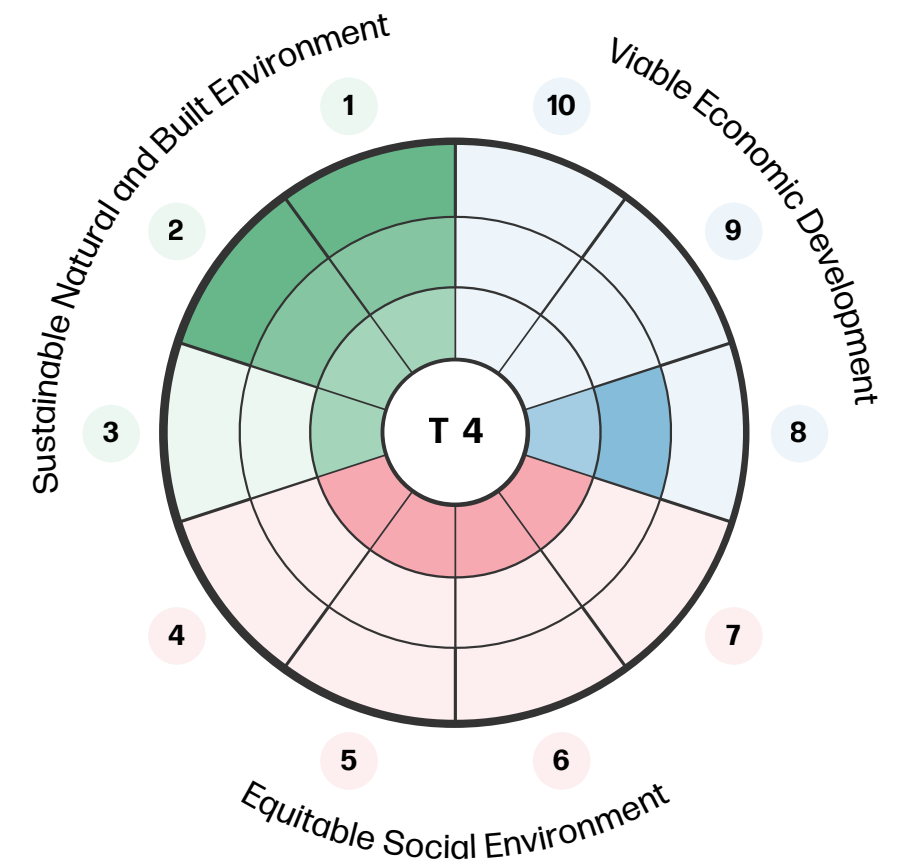 Sustainable Natural and Built Environment
Viable Economic Development
1
10
2
9
T 4
3
8
4
7
5
6
Equitable Social Environment